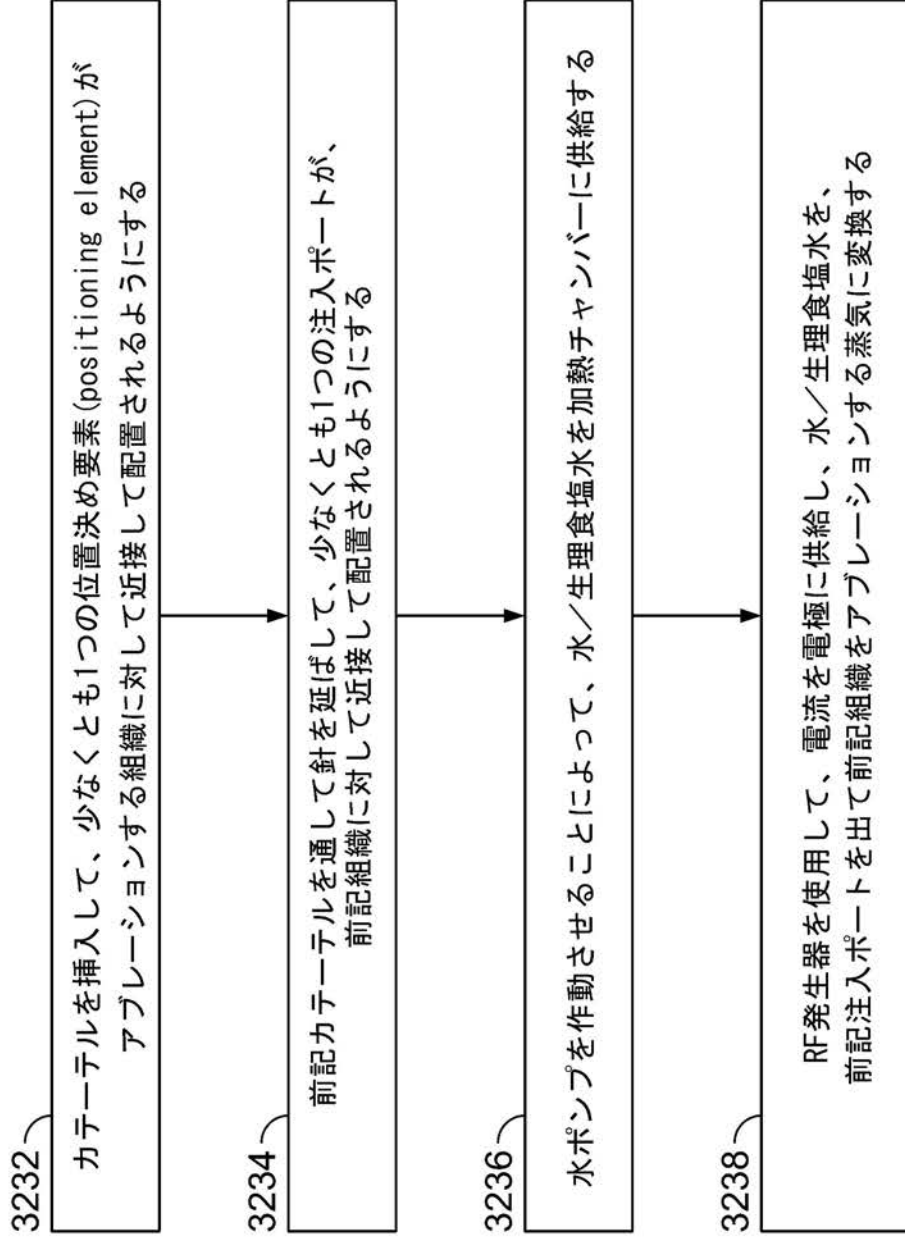 3232
カテーテルを挿入して、少なくとも1つの位置決め要素(positioning element)が
アブレーションする組織に対して近接して配置されるようにする
3234
前記カテーテルを通して針を延ばして、少なくとも1つの注入ポートが、
前記組織に対して近接して配置されるようにする
3236
水ポンプを作動させることによって、水／生理食塩水を加熱チャンバーに供給する
3238
RF発生器を使用して、電流を電極に供給し、水／生理食塩水を、
前記注入ポートを出て前記組織をアブレーションする蒸気に変換する